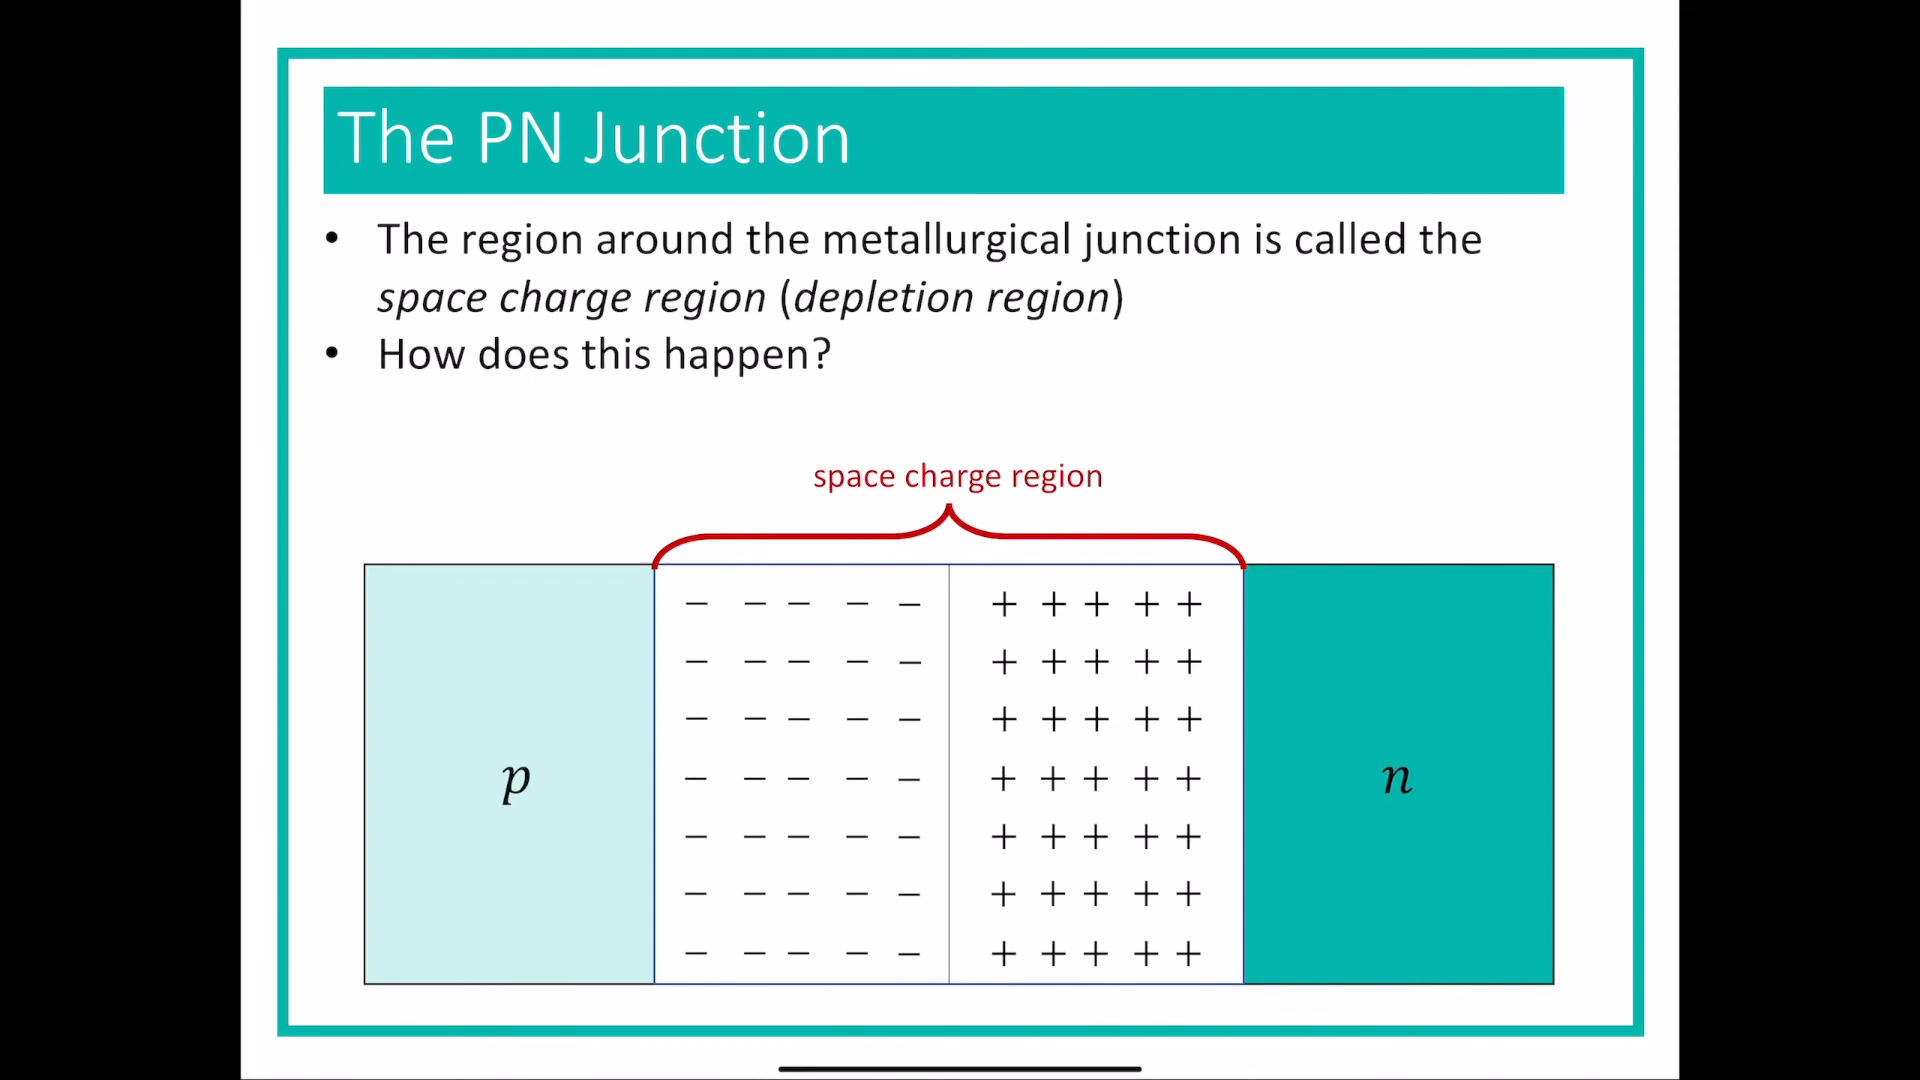 The PN Junction
• The region around the metallurgical junction is called the
space charge region (depletion region)
• How does this happen?
space charge region
− − − − − + + + + +
− − − − − + + + + +
− − − − − + + + + +
p − − − − − + + + + + n
− − − − − + + + + +
− − − − − + + + + +
− − − − − + + + + +